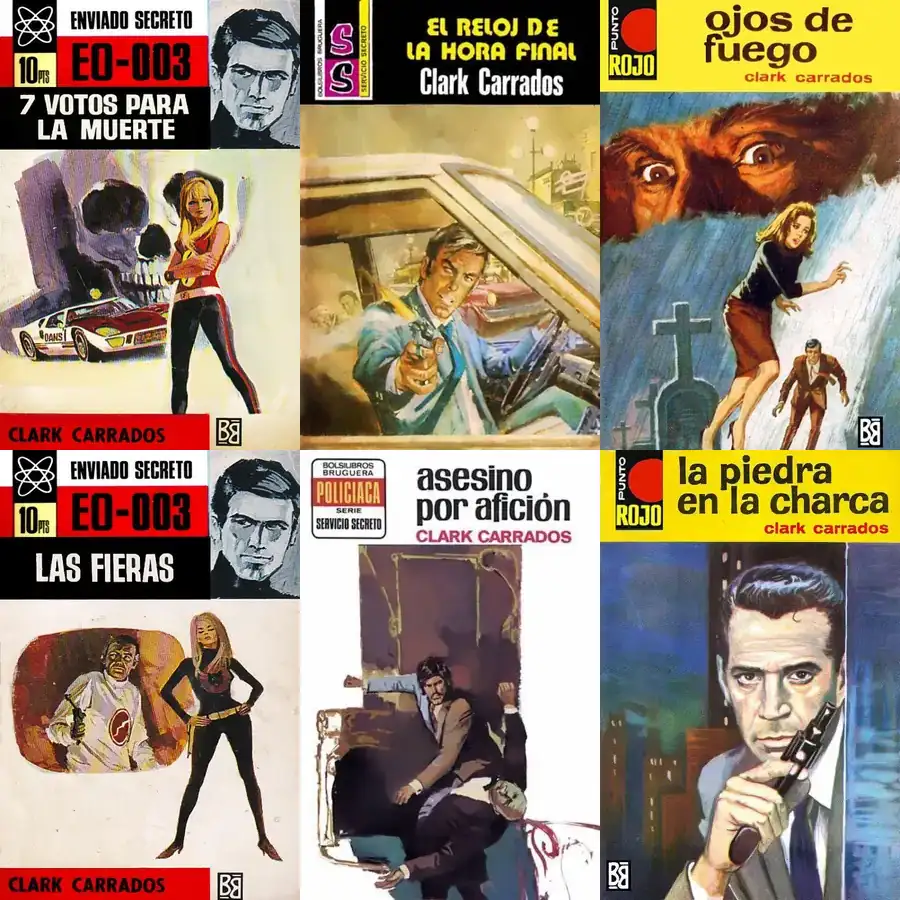 ENVIADO SECRETO
10 PTS
EO-003
7 VOTOS PARA
LA MUERTE
DANS
CLARK CARRADOS
B
BOLSILIBROS BRUGUERA
SS
SERVICIO SECRETO
EL RELOJ DE
LA HORA FINAL
Clark Carrados
PUNTO
ROJO
ojos de
fuego
clark carrados
B
ENVIADO SECRETO
10 PTS
EO-003
LAS FIERAS
CLARK CARRADOS
B
BOLSILIBROS
BRUGUERA
POLICIACA
SERIE
SERVICIO SECRETO
asesino
por afición
CLARK CARRADOS
PUNTO
ROJO
la piedra
en la charca
clark carrados
B